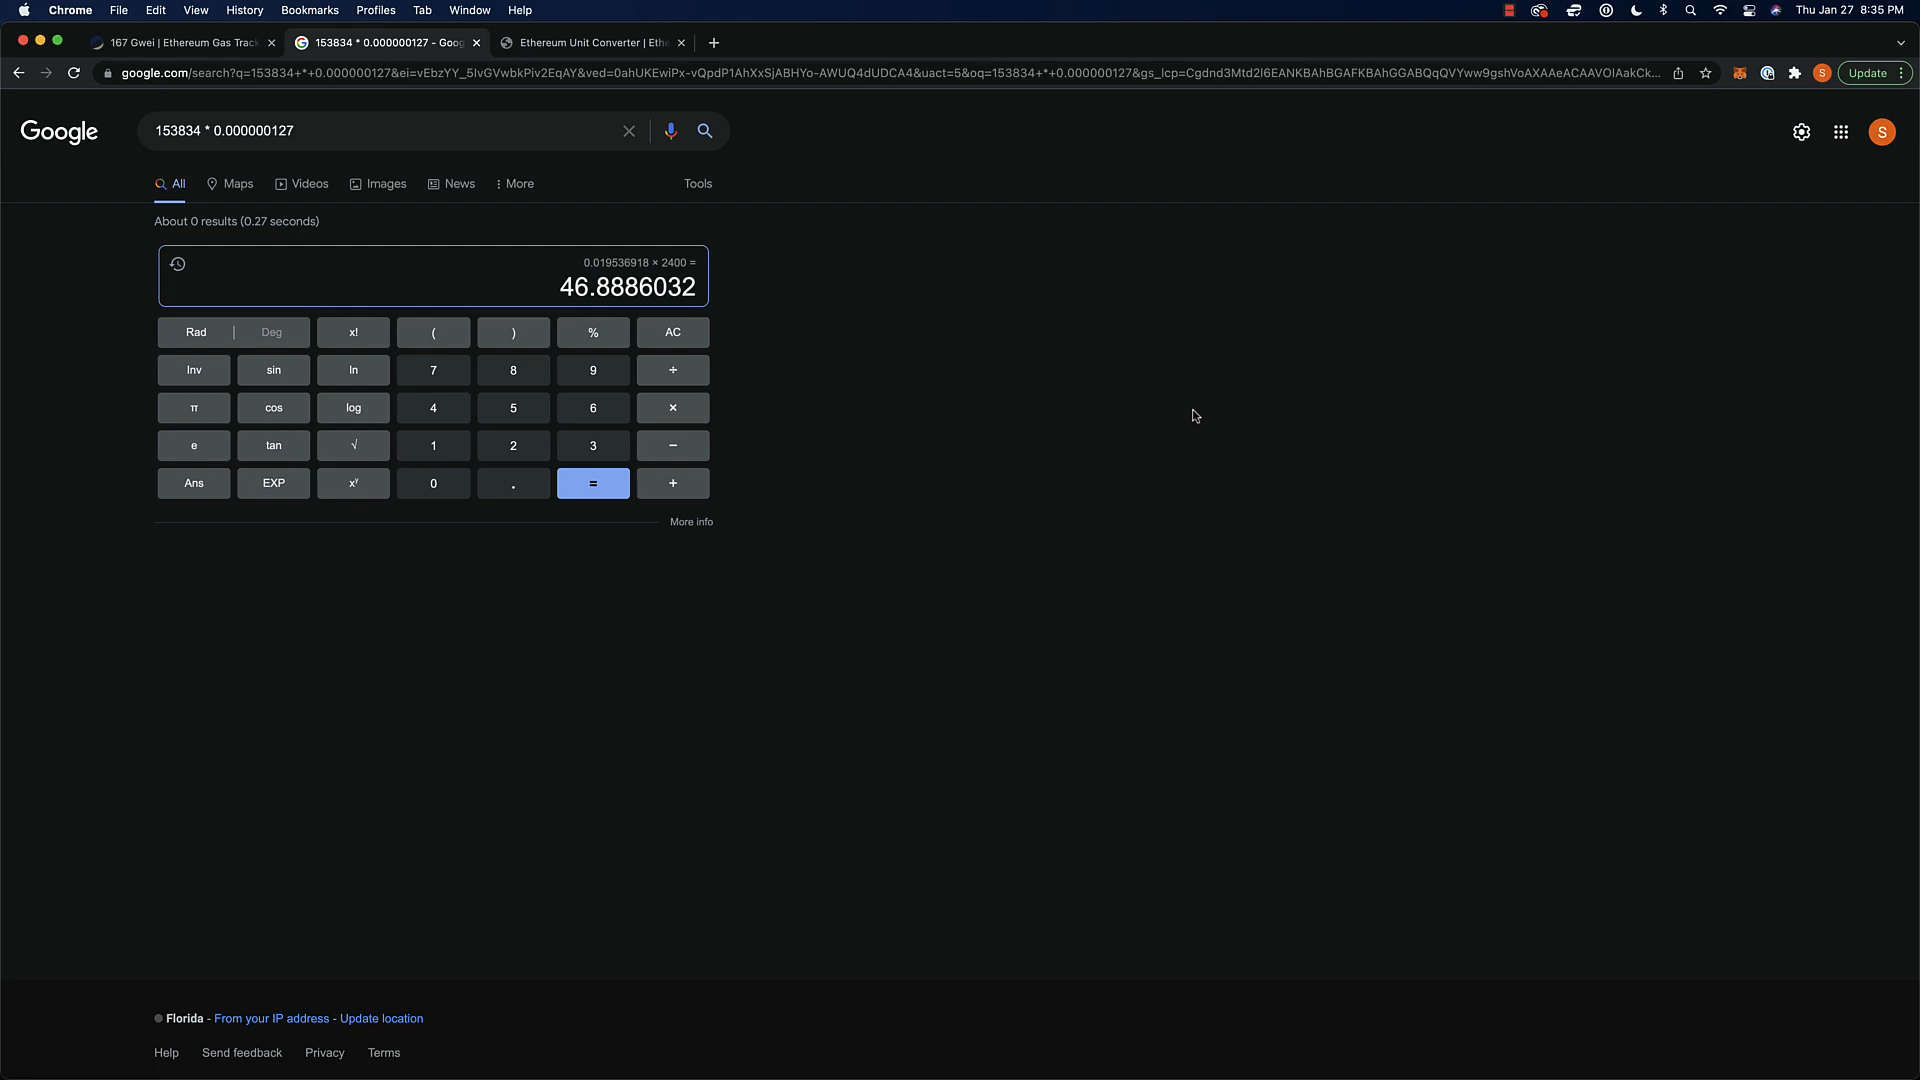 Chrome File Edit View History Bookmarks Profiles Tab Window Help Thu Jan 27 8:35 PM
167 Gwei | Ethereum Gas Track 153834 * 0.000000127 - Goog Ethereum Unit Converter | Ethe
google.com/search?q=153834+*+0.000000127&ei=vEbzYY_5IvGVwbkPiv2EqAY&ved=0ahUKEwiPx-vQpdP1AhXxSjABHYo-AWUQ4dUDCA4&uact=5&oq=153834+*+0.000000127&gs_lcp=Cgdnd3Mtd2l6EANKBAhBGAFKBAhGGABQqQVYww9gshVoAXAAeACAAVOIAakCk... S Update
Google 153834 * 0.000000127 S
All Maps Videos Images News More Tools
About 0 results (0.27 seconds)
0.019536918 × 2400 =
46.8886032
Rad | Deg x! ( ) % AC
Inv sin ln 7 8 9 ÷
π cos log 4 5 6 ×
e tan √ 1 2 3 −
Ans EXP xʸ 0 . = +
More info
Florida - From your IP address - Update location
Help Send feedback Privacy Terms